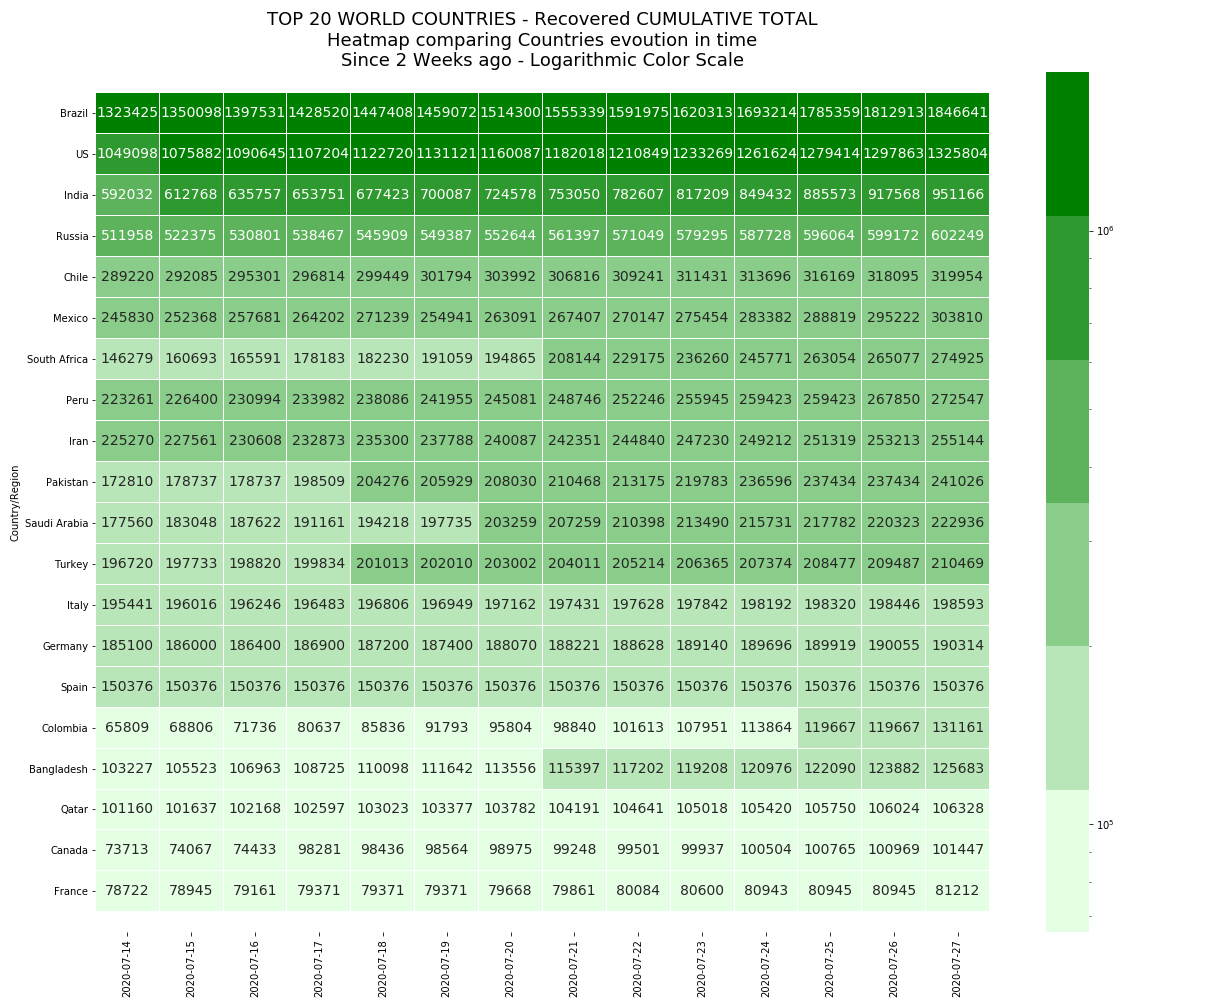 TOP 20 WORLD COUNTRIES - Recovered CUMULATIVE TOTAL
Heatmap comparing Countries evoution in time
Since 2 Weeks ago - Logarithmic Color Scale
Country/Region
Brazil 1323425 1350098 1397531 1428520 1447408 1459072 1514300 1555339 1591975 1620313 1693214 1785359 1812913 1846641
US 1049098 1075882 1090645 1107204 1122720 1131121 1160087 1182018 1210849 1233269 1261624 1279414 1297863 1325804
India 592032 612768 635757 653751 677423 700087 724578 753050 782607 817209 849432 885573 917568 951166
Russia 511958 522375 530801 538467 545909 549387 552644 561397 571049 579295 587728 596064 599172 602249
Chile 289220 292085 295301 296814 299449 301794 303992 306816 309241 311431 313696 316169 318095 319954
Mexico 245830 252368 257681 264202 271239 254941 263091 267407 270147 275454 283382 288819 295222 303810
South Africa 146279 160693 165591 178183 182230 191059 194865 208144 229175 236260 245771 263054 265077 274925
Peru 223261 226400 230994 233982 238086 241955 245081 248746 252246 255945 259423 259423 267850 272547
Iran 225270 227561 230608 232873 235300 237788 240087 242351 244840 247230 249212 251319 253213 255144
Pakistan 172810 178737 178737 198509 204276 205929 208030 210468 213175 219783 236596 237434 237434 241026
Saudi Arabia 177560 183048 187622 191161 194218 197735 203259 207259 210398 213490 215731 217782 220323 222936
Turkey 196720 197733 198820 199834 201013 202010 203002 204011 205214 206365 207374 208477 209487 210469
Italy 195441 196016 196246 196483 196806 196949 197162 197431 197628 197842 198192 198320 198446 198593
Germany 185100 186000 186400 186900 187200 187400 188070 188221 188628 189140 189696 189919 190055 190314
Spain 150376 150376 150376 150376 150376 150376 150376 150376 150376 150376 150376 150376 150376 150376
Colombia 65809 68806 71736 80637 85836 91793 95804 98840 101613 107951 113864 119667 119667 131161
Bangladesh 103227 105523 106963 108725 110098 111642 113556 115397 117202 119208 120976 122090 123882 125683
Qatar 101160 101637 102168 102597 103023 103377 103782 104191 104641 105018 105420 105750 106024 106328
Canada 73713 74067 74433 98281 98436 98564 98975 99248 99501 99937 100504 100765 100969 101447
France 78722 78945 79161 79371 79371 79371 79668 79861 80084 80600 80943 80945 80945 81212
2020-07-14 2020-07-15 2020-07-16 2020-07-17 2020-07-18 2020-07-19 2020-07-20 2020-07-21 2020-07-22 2020-07-23 2020-07-24 2020-07-25 2020-07-26 2020-07-27
10⁶
10⁵